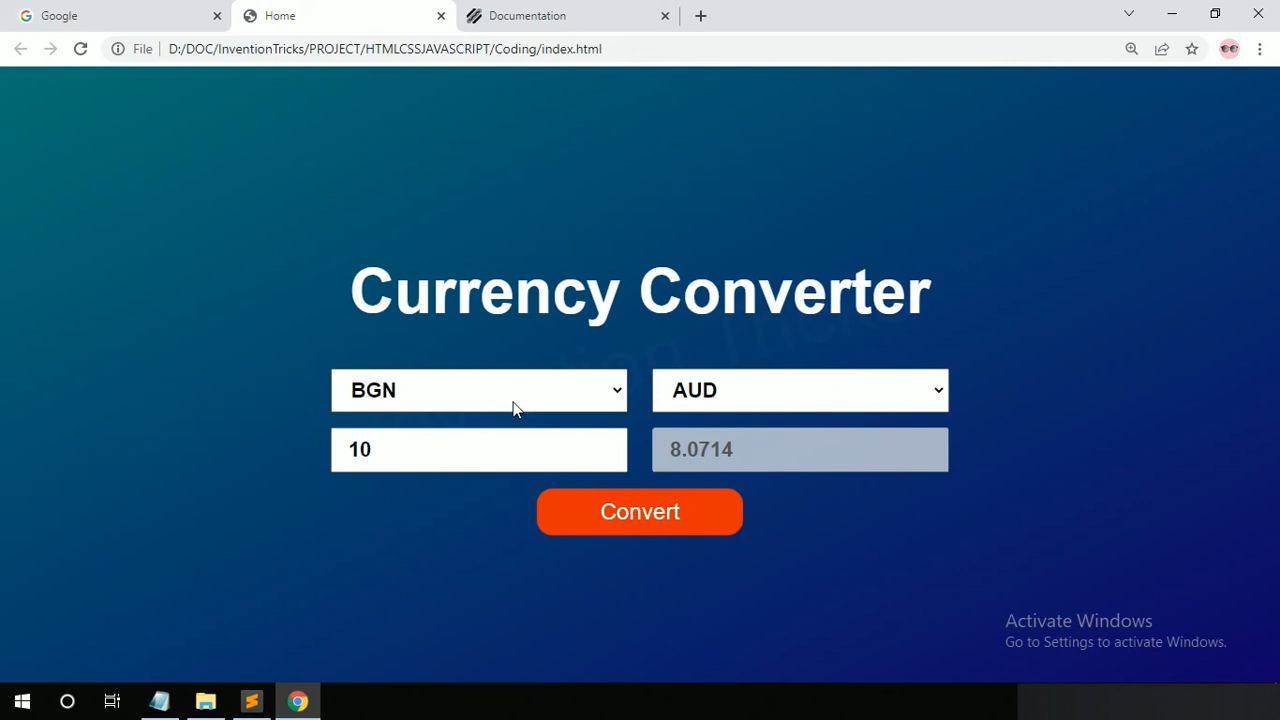 Google
Home
Documentation
File
D:/DOC/InventionTricks/PROJECT/HTMLCSSJAVASCRIPT/Coding/index.html
Currency Converter
BGN
AUD
10
8.0714
Convert
Activate Windows
Go to Settings to activate Windows.